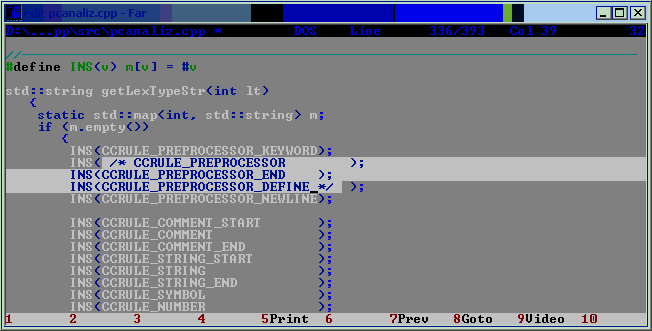 edit pcanaliz.cpp - Far
D:\...pp\src\pcanaliz.cpp * DOS Line 336/393 Col 39 32
//
#define INS(v) m[v] = #v
std::string getLexTypeStr(int lt)
{
static std::map(int, std::string) m;
if (m.empty())
{
INS(CCRULE_PREPROCESSOR_KEYWORD);
INS( /* CCRULE_PREPROCESSOR );
INS(CCRULE_PREPROCESSOR_END );
INS(CCRULE_PREPROCESSOR_DEFINE_*/ );
INS(CCRULE_PREPROCESSOR_NEWLINE);
INS(CCRULE_COMMENT_START );
INS(CCRULE_COMMENT );
INS(CCRULE_COMMENT_END );
INS(CCRULE_STRING_START );
INS(CCRULE_STRING );
INS(CCRULE_STRING_END );
INS(CCRULE_SYMBOL );
INS(CCRULE_NUMBER );
1 2 3 4 5Print 6 7Prev 8Goto 9Video 10